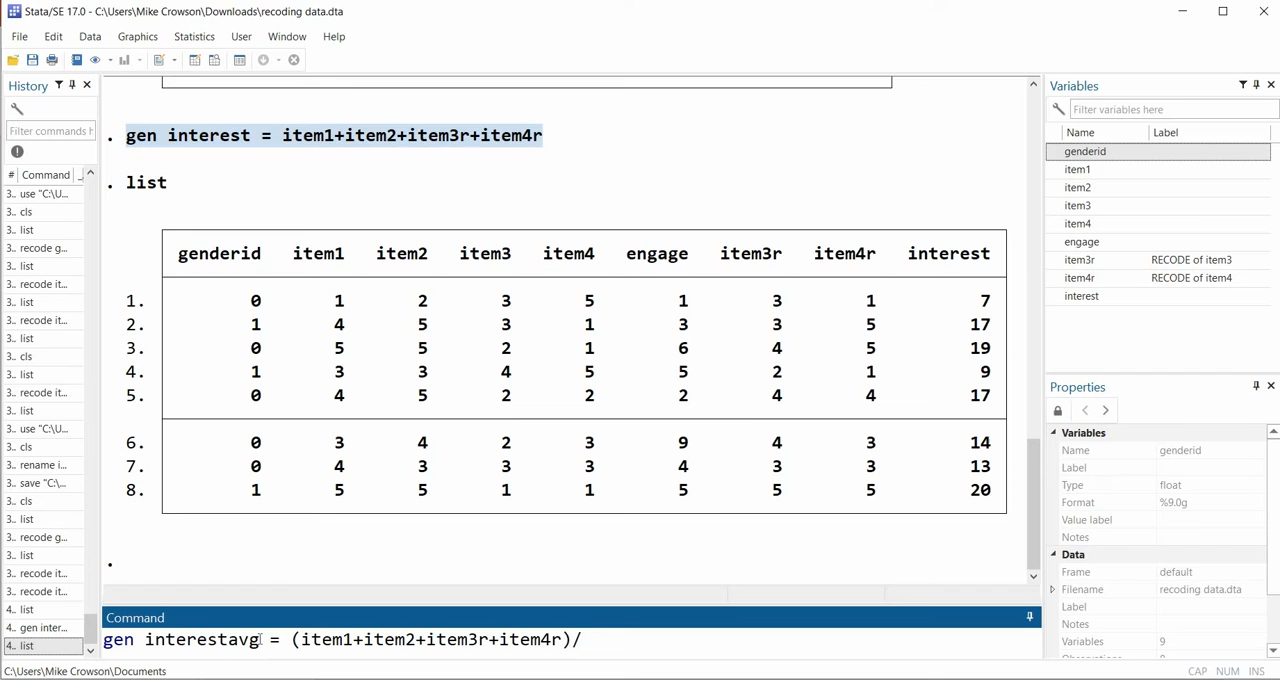 Stata/SE 17.0 - C:\Users\Mike Crowson\Downloads\recoding data.dta
File Edit Data Graphics Statistics User Window Help
History
Filter commands h
# Command _
3.. use "C:\U...
3.. cls
3.. list
3.. recode g...
3.. list
3.. recode it...
3.. list
3.. recode it...
3.. list
3.. cls
3.. list
3.. recode it...
3.. list
3.. use "C:\U...
3.. cls
3.. rename i...
3.. save "C:\...
3.. cls
3.. list
3.. recode g...
3.. list
3.. recode it...
3.. recode it...
4.. list
4.. gen inter...
4.. list
. gen interest = item1+item2+item3r+item4r
. list
genderid item1 item2 item3 item4 engage item3r item4r interest
1. 0 1 2 3 5 1 3 1 7
2. 1 4 5 3 1 3 3 5 17
3. 0 5 5 2 1 6 4 5 19
4. 1 3 3 4 5 5 2 1 9
5. 0 4 5 2 2 2 4 4 17
6. 0 3 4 2 3 9 4 3 14
7. 0 4 3 3 3 4 3 3 13
8. 1 5 5 1 1 5 5 5 20
.
Command
gen interestavg = (item1+item2+item3r+item4r)/
Variables
Filter variables here
Name Label
genderid
item1
item2
item3
item4
engage
item3r RECODE of item3
item4r RECODE of item4
interest
Properties
Variables
Name genderid
Label
Type float
Format %9.0g
Value label
Notes
Data
Frame default
Filename recoding data.dta
Label
Notes
Variables 9
C:\Users\Mike Crowson\Documents
CAP NUM INS